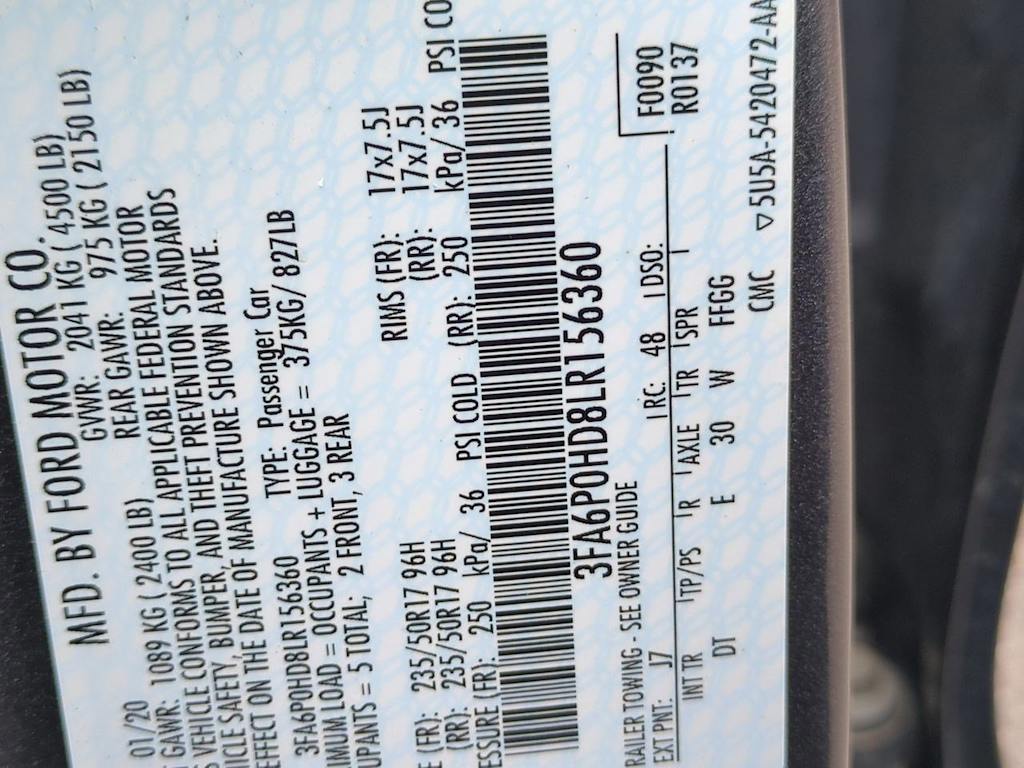 MFD. BY FORD MOTOR CO.
01/20 GVWR: 2041 KG ( 4500 LB)
GAWR: 1089 KG ( 2400 LB) REAR GAWR: 975 KG ( 2150 LB)
VEHICLE CONFORMS TO ALL APPLICABLE FEDERAL MOTOR
ICLE SAFETY, BUMPER, AND THEFT PREVENTION STANDARDS
EFFECT ON THE DATE OF MANUFACTURE SHOWN ABOVE.
3FA6P0HD8LR156360 TYPE: Passenger Car
IMUM LOAD = OCCUPANTS + LUGGAGE = 375KG/ 827LB
UPANTS = 5 TOTAL; 2 FRONT, 3 REAR
E (FR): 235/50R17 96H RIMS (FR): 17x7.5J
(RR): 235/50R17 96H (RR): 17x7.5J
ESSURE (FR): 250 kPa/ 36 PSI COLD (RR): 250 kPa/ 36 PSI CO
3FA6P0HD8LR156360
RAILER TOWING - SEE OWNER GUIDE F0090
EXT PNT: J7 RC: 48 DSO: R0137
INT TR TP/PS R AXLE TR SPR
DT E 30 W FFGG
CMC ▽5U5A-5420472-AA